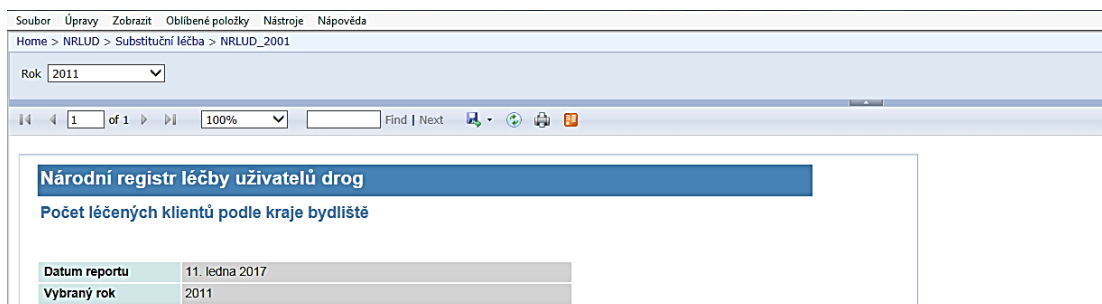 Soubor Úpravy Zobrazit Oblíbené položky Nástroje Nápověda
Home > NRLUD > Substituční léčba > NRLUD_2001
Rok 2011
1 of 1 100% Find | Next
Národní registr léčby uživatelů drog
Počet léčených klientů podle kraje bydliště
Datum reportu 11. ledna 2017
Vybraný rok 2011